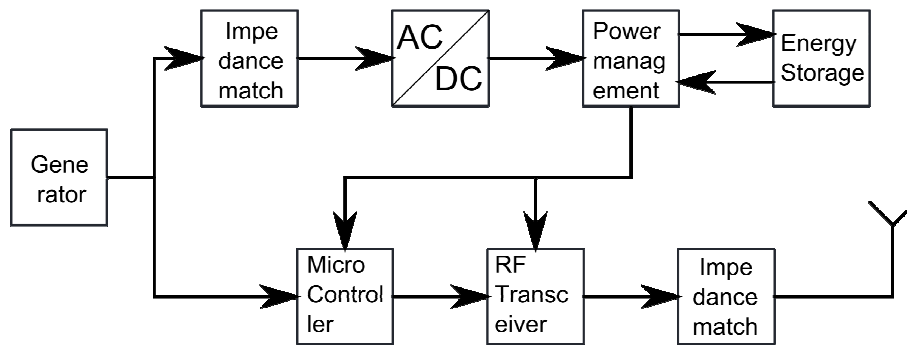 Impe
dance
match
AC
DC
Power
manag
ement
Energy
Storage
Gene
rator
Micro
Control
ler
RF
Transc
eiver
Impe
dance
match